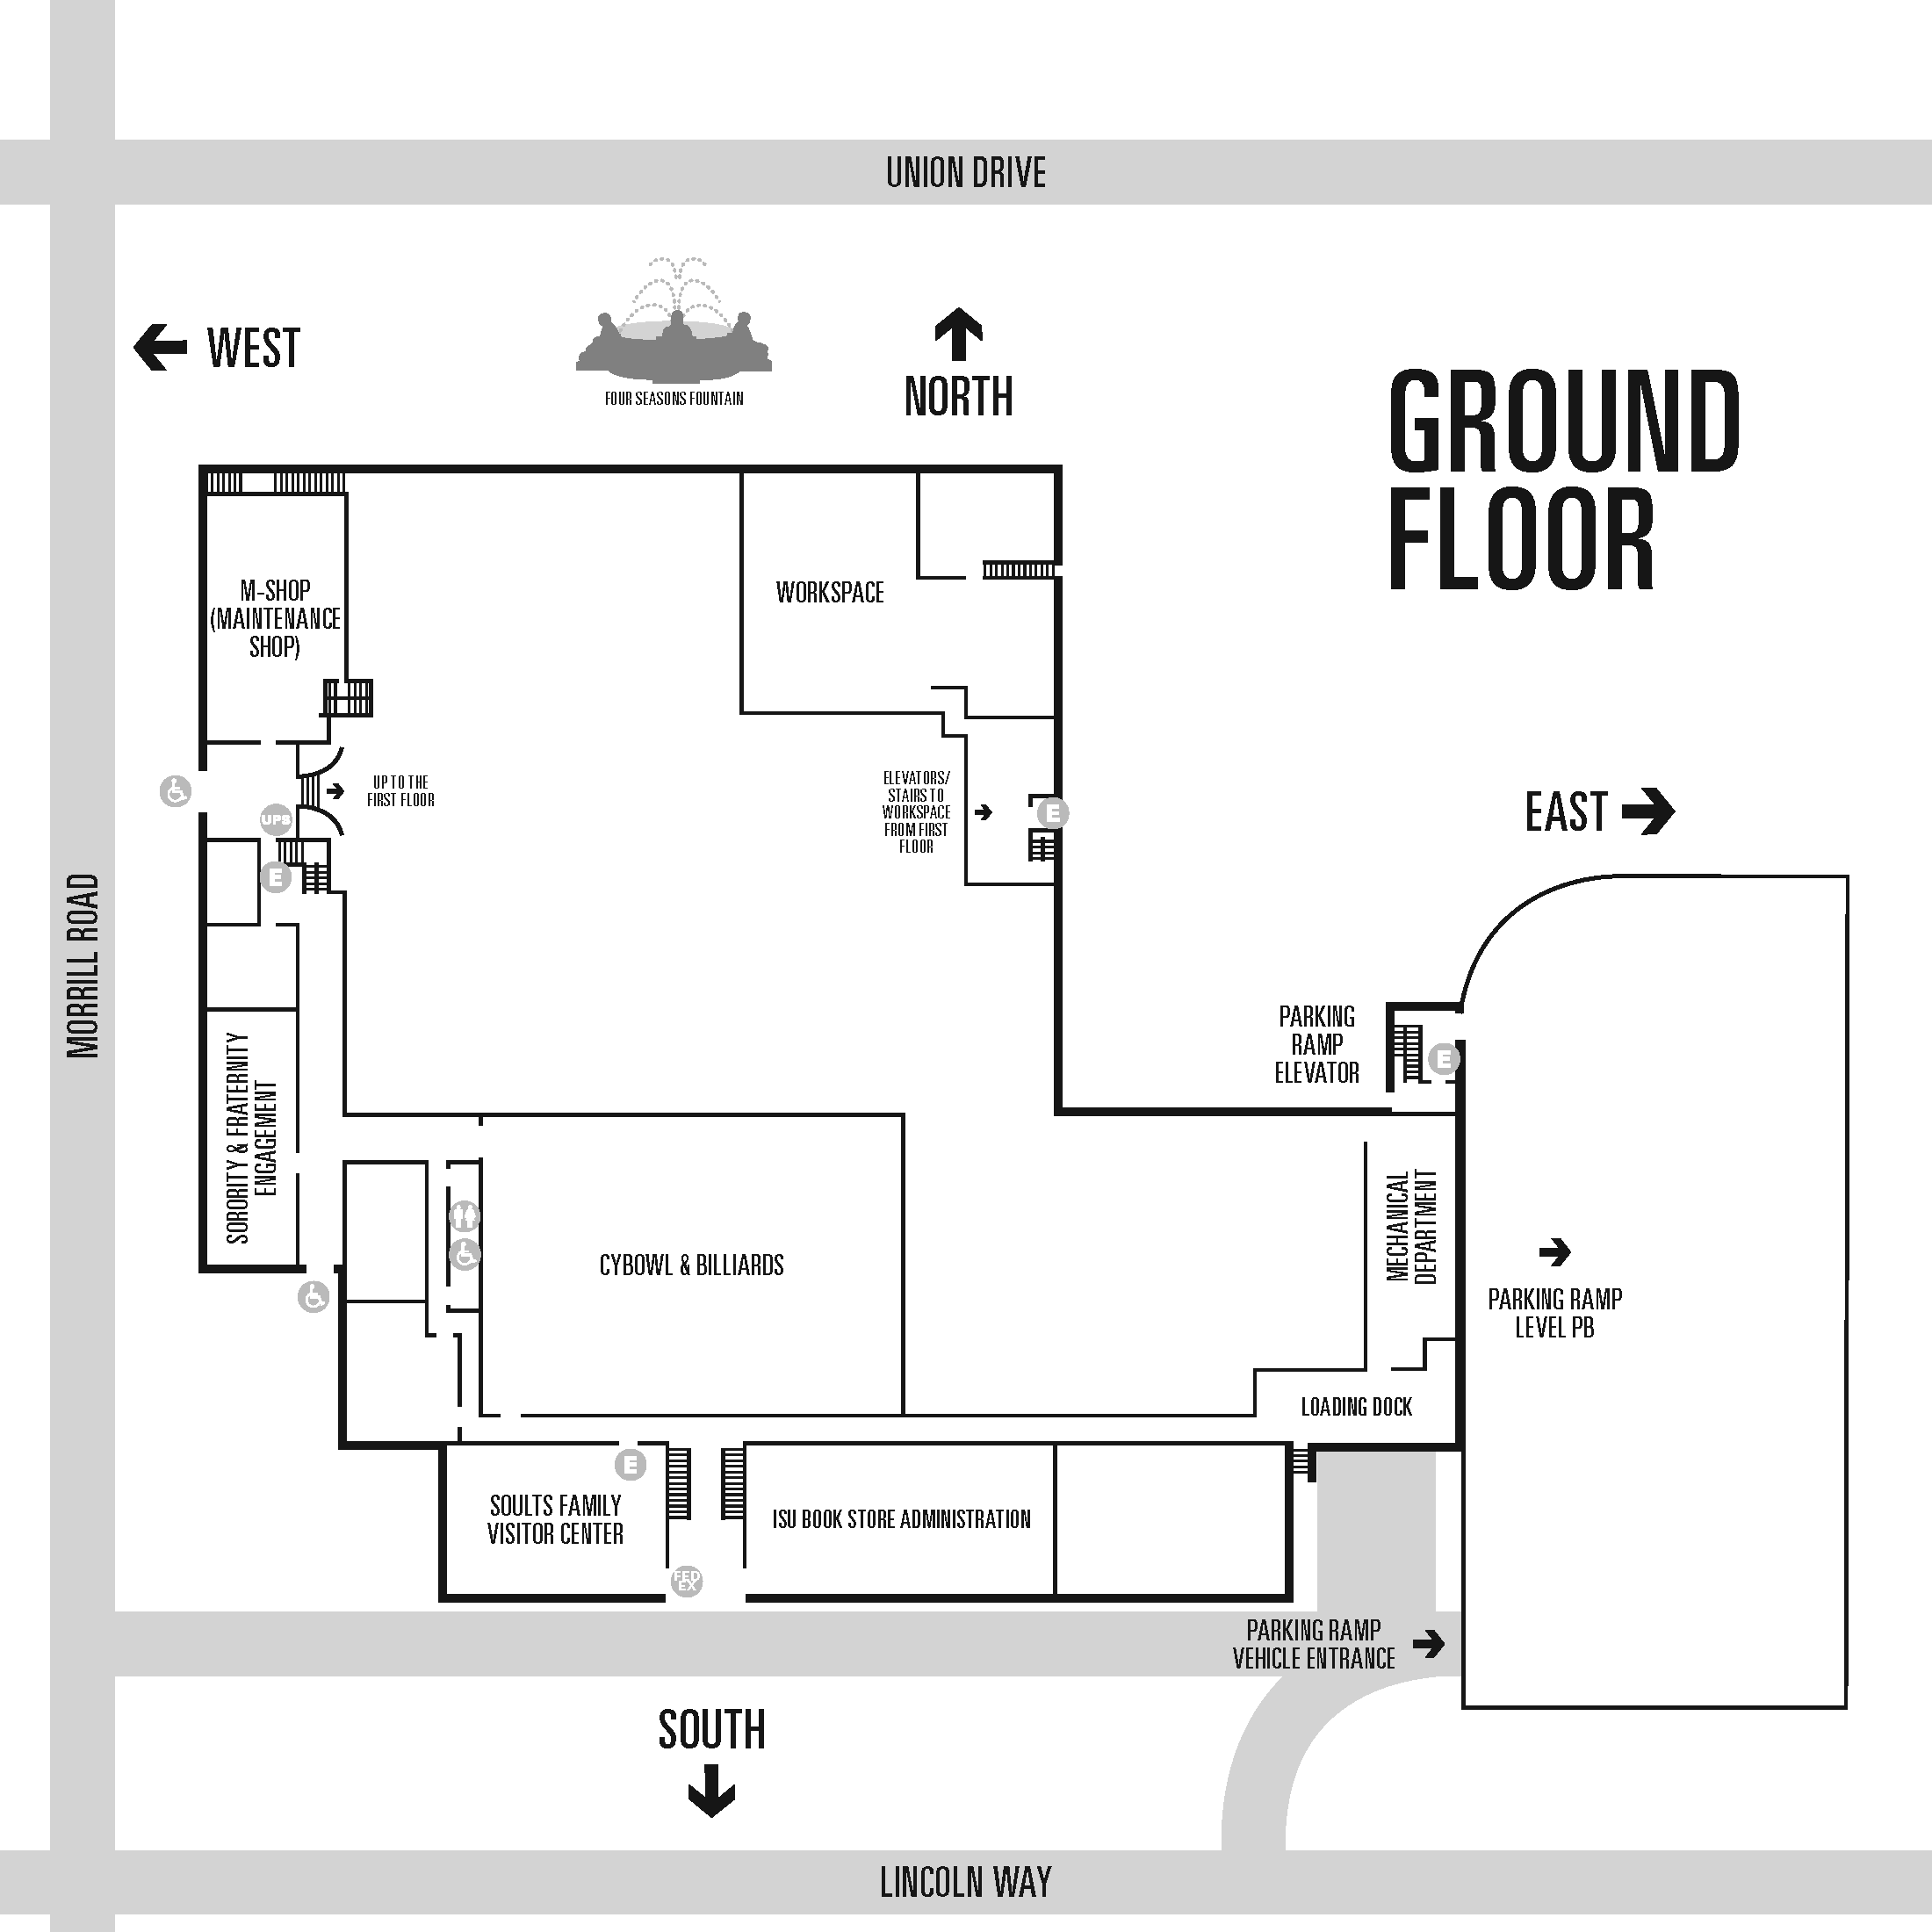 UNION DRIVE
WEST
FOUR SEASONS FOUNTAIN
NORTH
GROUND
FLOOR
M-SHOP
(MAINTENANCE
SHOP)
WORKSPACE
UP TO THE
FIRST FLOOR
UPS
E
ELEVATORS/
STAIRS TO
WORKSPACE
FROM FIRST
FLOOR
E
EAST
MORRILL ROAD
PARKING
RAMP
ELEVATOR
E
SORORITY & FRATERNITY
ENGAGEMENT
CYBOWL & BILLIARDS
MECHANICAL
DEPARTMENT
PARKING RAMP
LEVEL PB
LOADING DOCK
E
SOULTS FAMILY
VISITOR CENTER
ISU BOOK STORE ADMINISTRATION
FED
EX
PARKING RAMP
VEHICLE ENTRANCE
SOUTH
LINCOLN WAY